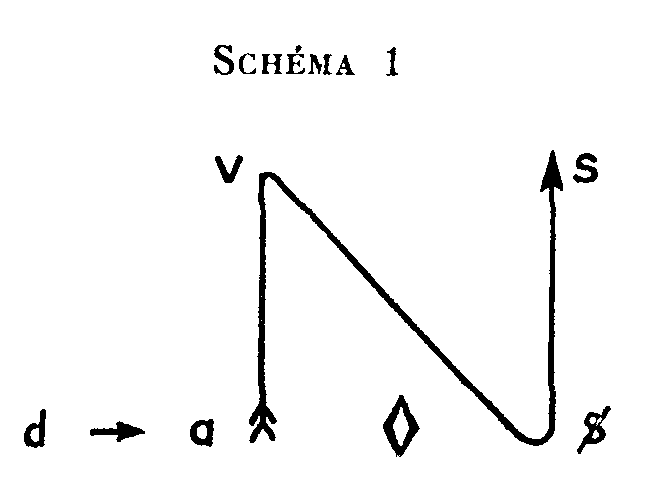 SCHÉMA 1
V S
d → a ◊ $